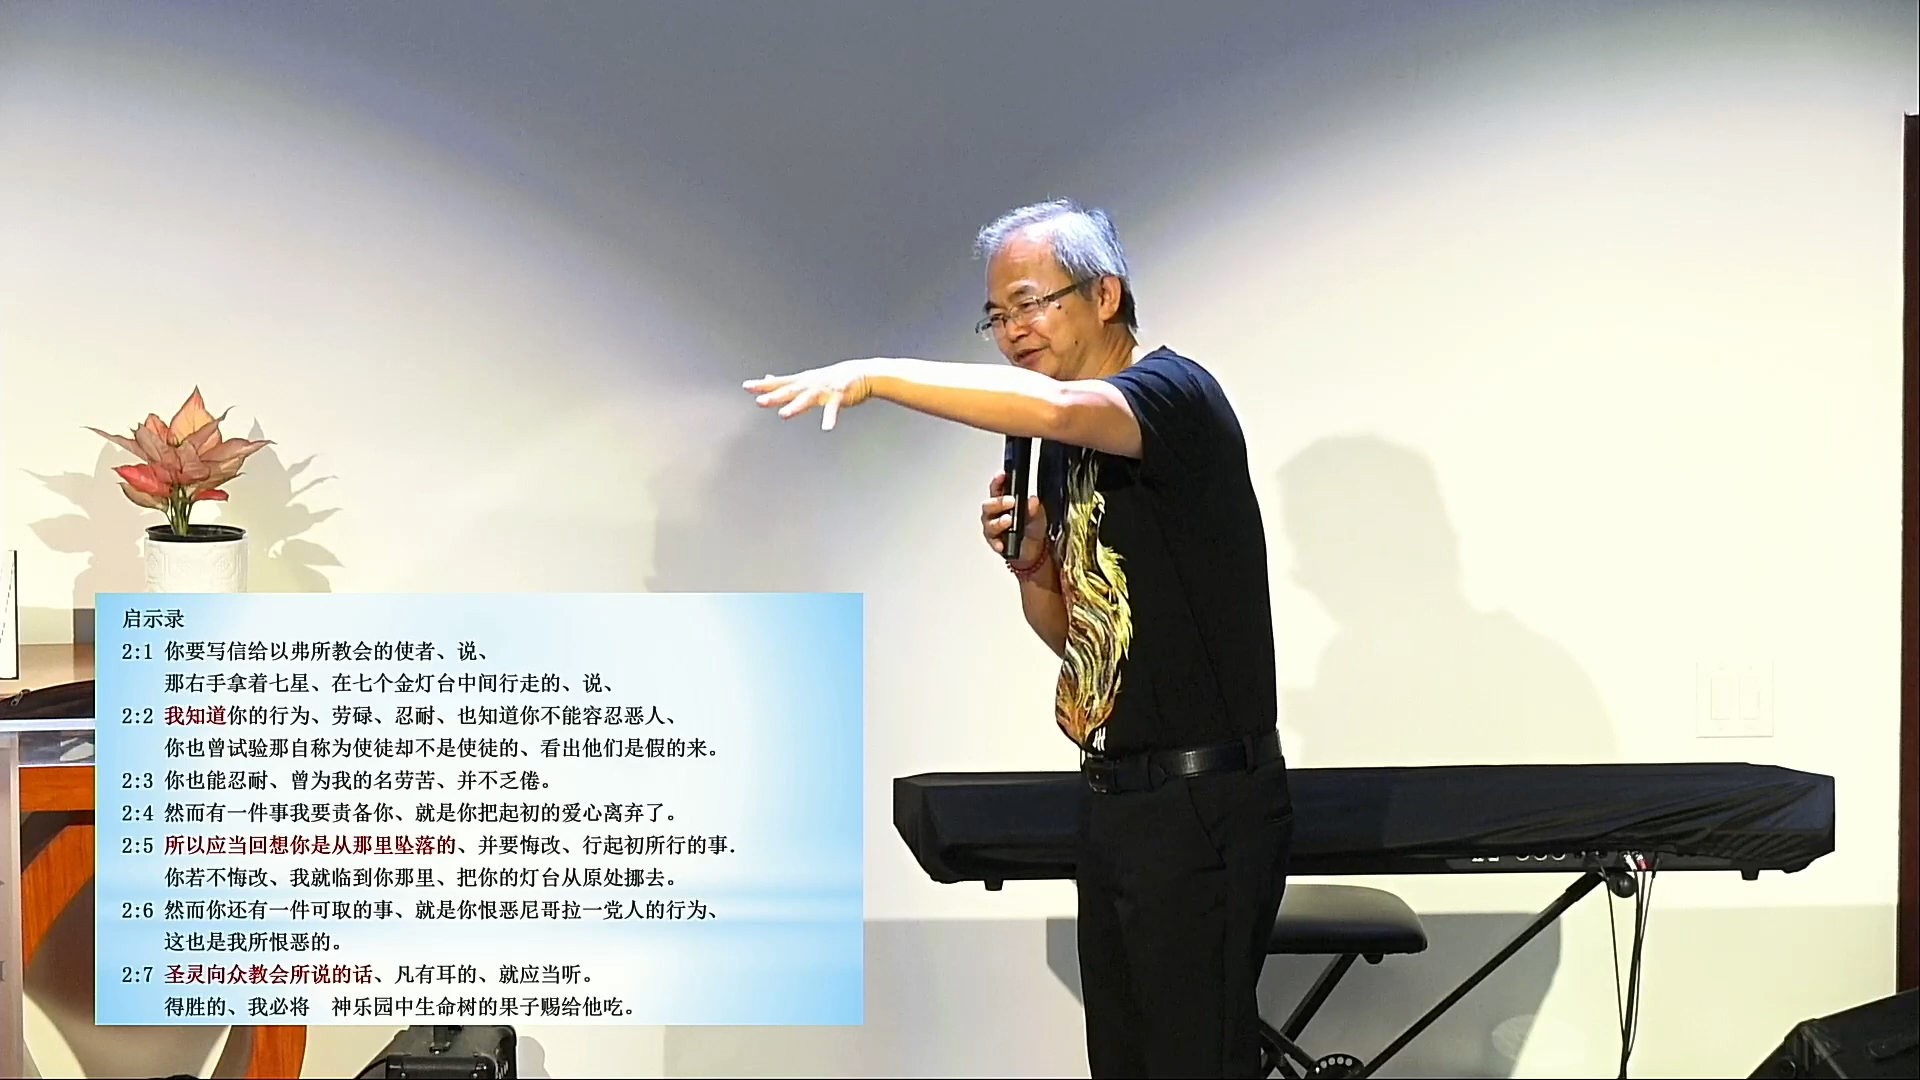 启示录
2:1 你要写信给以弗所教会的使者、说、
那右手拿着七星、在七个金灯台中间行走的、说、
2:2 我知道你的行为、劳碌、忍耐、也知道你不能容忍恶人、
你也曾试验那自称为使徒却不是使徒的、看出他们是假的来。
2:3 你也能忍耐、曾为我的名劳苦、并不乏倦。
2:4 然而有一件事我要责备你、就是你把起初的爱心离弃了。
2:5 所以应当回想你是从那里坠落的、并要悔改、行起初所行的事.
你若不悔改、我就临到你那里、把你的灯台从原处挪去。
2:6 然而你还有一件可取的事、就是你恨恶尼哥拉一党人的行为、
这也是我所恨恶的。
2:7 圣灵向众教会所说的话、凡有耳的、就应当听。
得胜的、我必将　神乐园中生命树的果子赐给他吃。